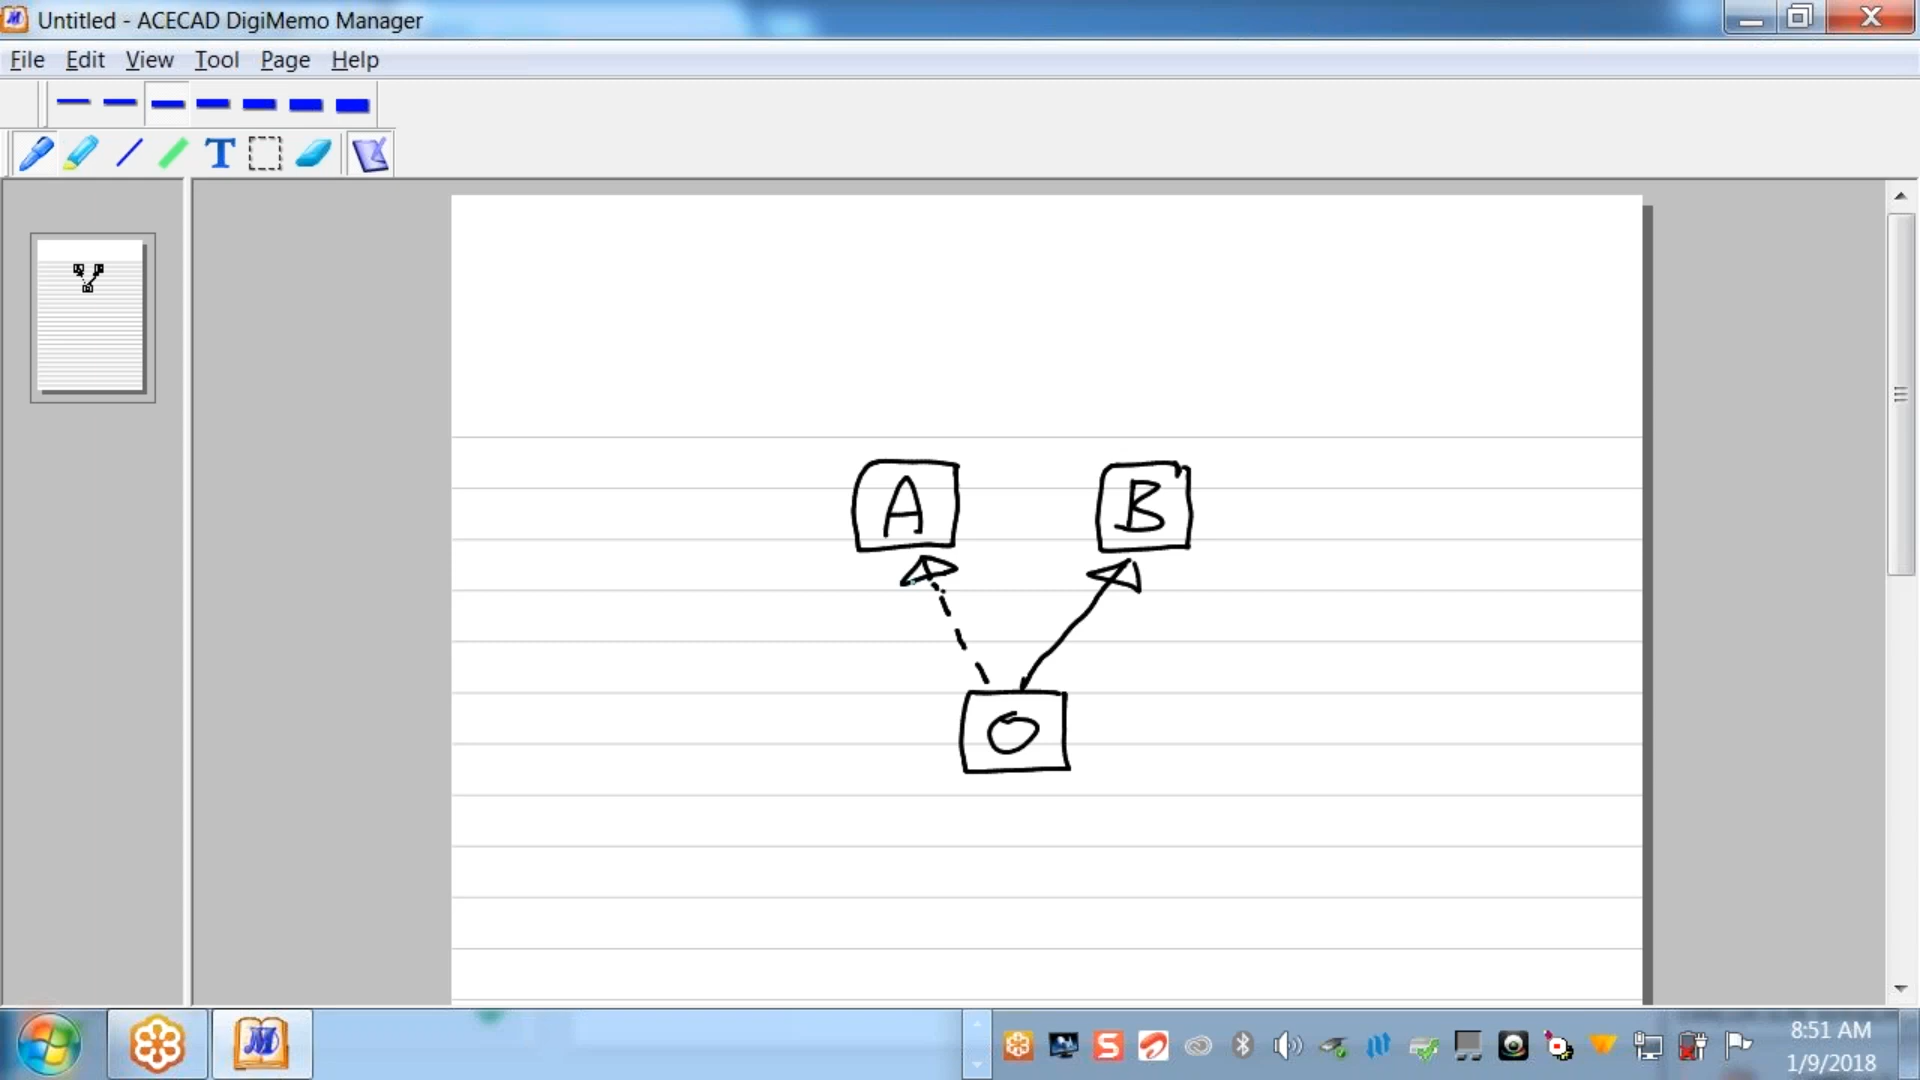 Untitled - ACECAD DigiMemo Manager
File Edit View Tool Page Help
T
A B
O
8:51 AM
1/9/2018